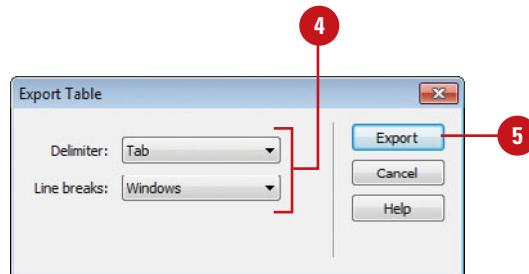 4
Export Table
Delimiter: Tab
Export
5
Line breaks: Windows
Cancel
Help